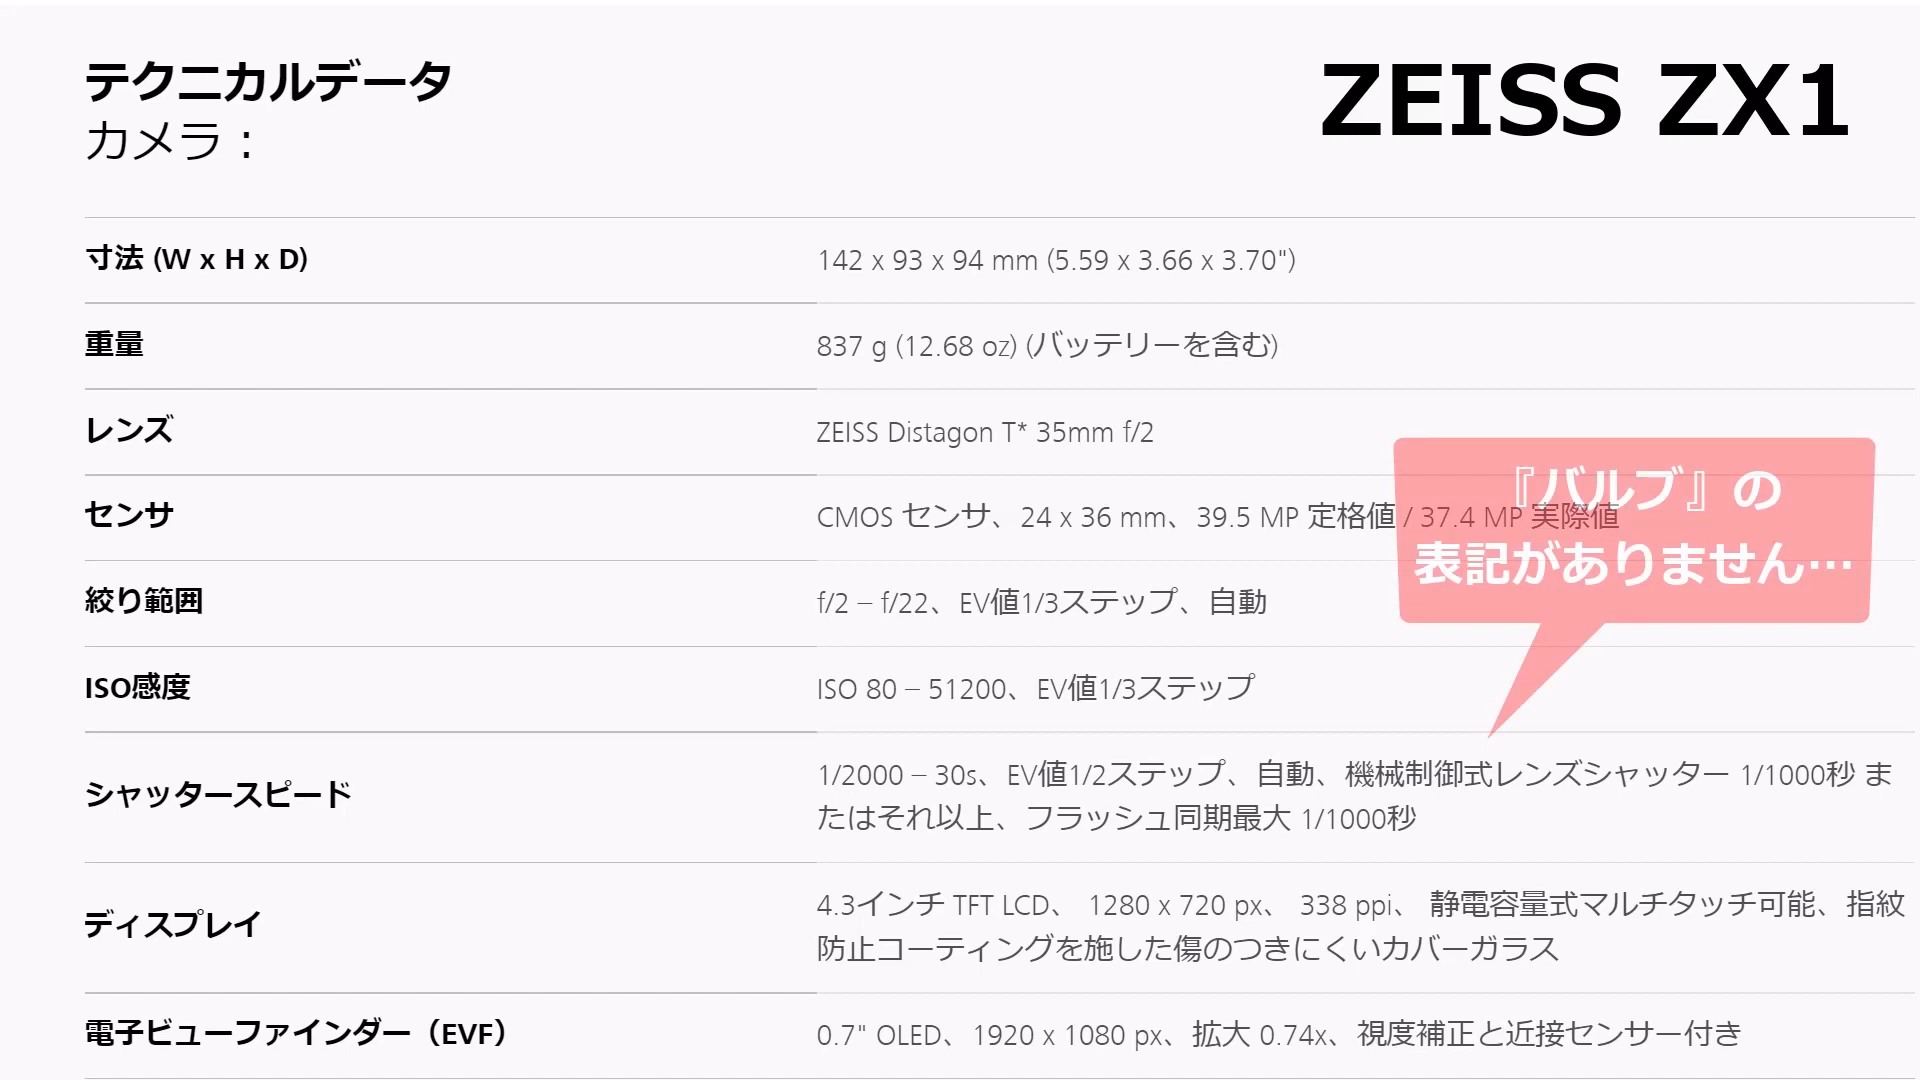 テクニカルデータ
カメラ：
ZEISS ZX1
寸法 (W x H x D)
142 x 93 x 94 mm (5.59 x 3.66 x 3.70")
重量
837 g (12.68 oz) (バッテリーを含む)
レンズ
ZEISS Distagon T* 35mm f/2
センサ
CMOS センサ、24 x 36 mm、39.5 MP 定格値 / 37.4 MP 実際値
『バルブ』の
表記がありません…
絞り範囲
f/2 – f/22、EV値1/3ステップ、自動
ISO感度
ISO 80 – 51200、EV値1/3ステップ
シャッタースピード
1/2000 – 30s、EV値1/2ステップ、自動、機械制御式レンズシャッター 1/1000秒 ま
たはそれ以上、フラッシュ同期最大 1/1000秒
ディスプレイ
4.3インチ TFT LCD、 1280 x 720 px、 338 ppi、 静電容量式マルチタッチ可能、指紋
防止コーティングを施した傷のつきにくいカバーガラス
電子ビューファインダー（EVF）
0.7" OLED、1920 x 1080 px、拡大 0.74x、視度補正と近接センサー付き